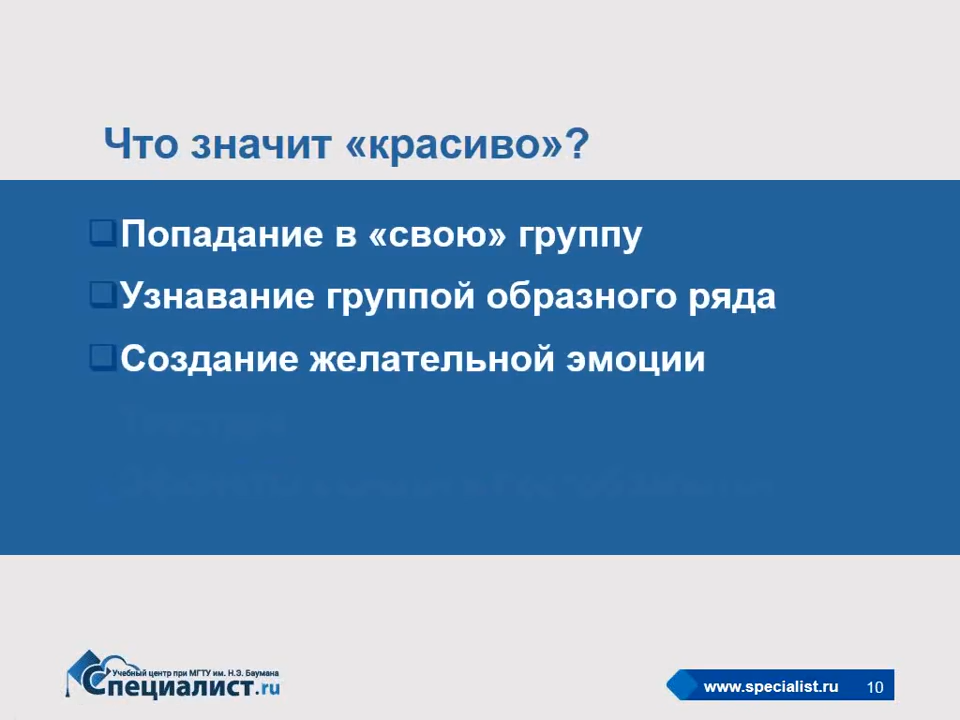 Что значит «красиво»?
Попадание в «свою» группу
Узнавание группой образного ряда
Создание желательной эмоции
Учебный центр при МГТУ им. Н.Э. Баумана
Специалист.ru
www.specialist.ru 10